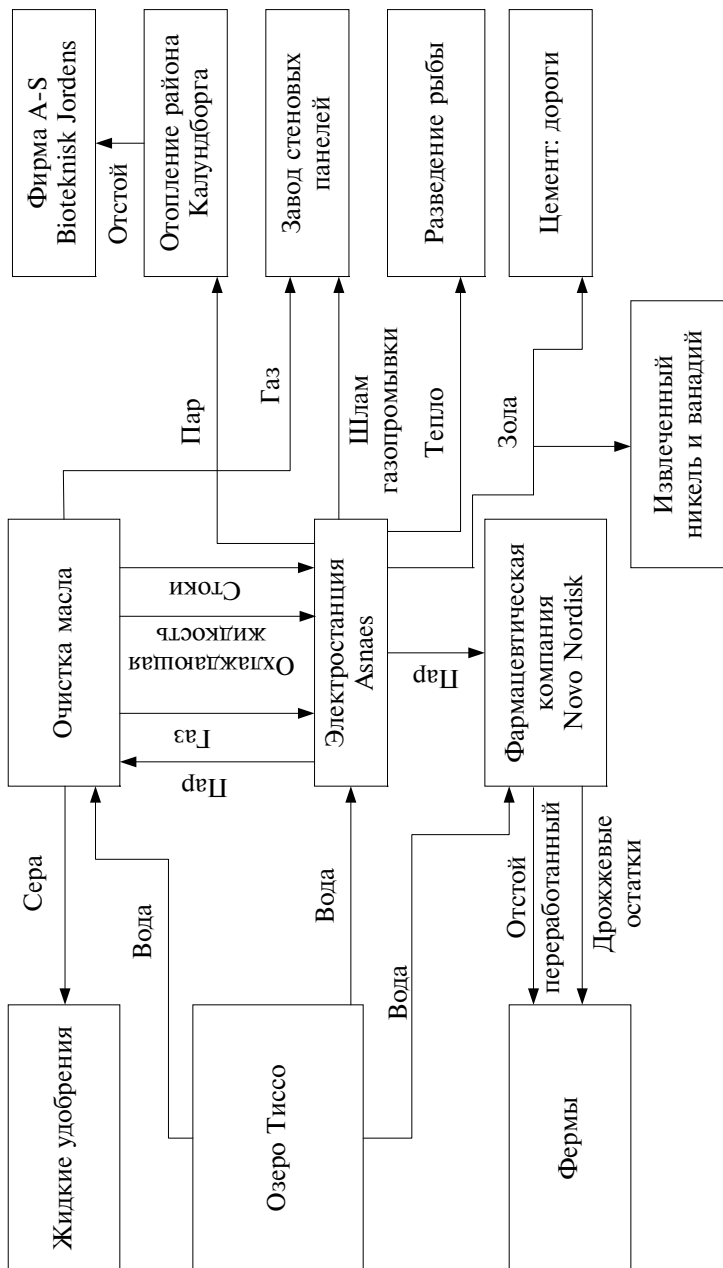 Жидкие удобрения
Сера
Очистка масла
Фирма A-S
Bioteknisk Jordens
Отстой
Отопление района
Калундборга
Вода
Пар
Газ
Охлаждающая
жидкость
Стоки
Пар
Газ
Завод стеновых
панелей
Озеро Тиссо
Вода
Электростанция
Asnaes
Шлам
газопромывки
Тепло
Разведение рыбы
Вода
Пар
Зола
Цемент: дороги
Фермы
Отстой
переработанный
Дрожжевые
остатки
Фармацевтическая
компания
Novo Nordisk
Извлеченный
никель и ванадий